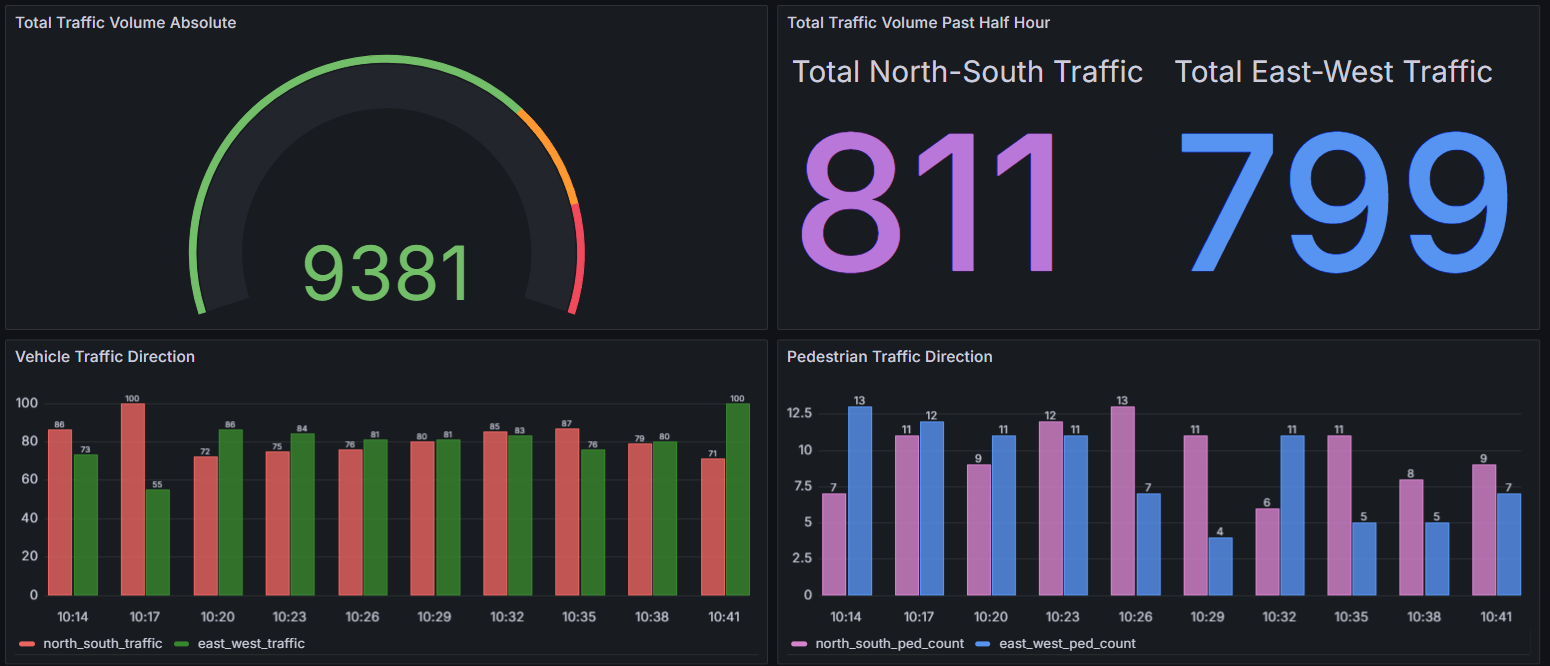 Total Traffic Volume Absolute
9381
Total Traffic Volume Past Half Hour
Total North-South Traffic Total East-West Traffic
811 799
Vehicle Traffic Direction
100
80
60
40
20
0
86 73 100 55 72 86 75 84 76 81 80 81 85 83 87 76 79 80 71 100
10:14 10:17 10:20 10:23 10:26 10:29 10:32 10:35 10:38 10:41
north_south_traffic east_west_traffic
Pedestrian Traffic Direction
12.5
10
7.5
5
2.5
0
7 13 11 12 9 11 12 11 13 7 11 4 6 11 11 5 8 5 9 7
10:14 10:17 10:20 10:23 10:26 10:29 10:32 10:35 10:38 10:41
north_south_ped_count east_west_ped_count